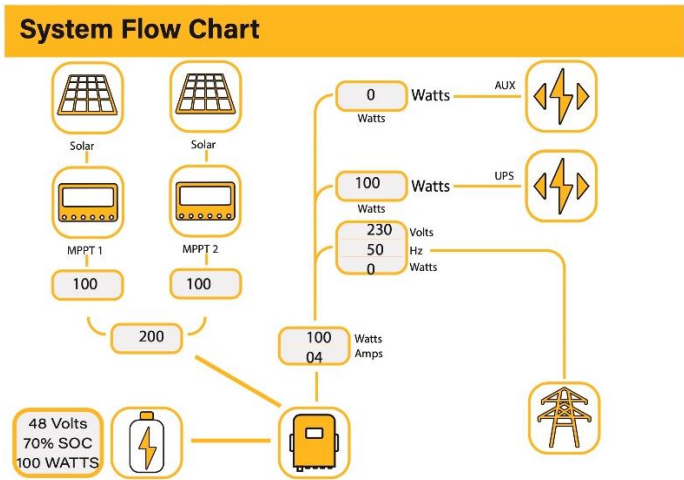 System Flow Chart
Solar
Solar
MPPT 1
MPPT 2
100
100
200
0 Watts
Watts
AUX
100 Watts
Watts
UPS
230 Volts
50 Hz
0 Watts
100 Watts
04 Amps
48 Volts
70% SOC
100 WATTS